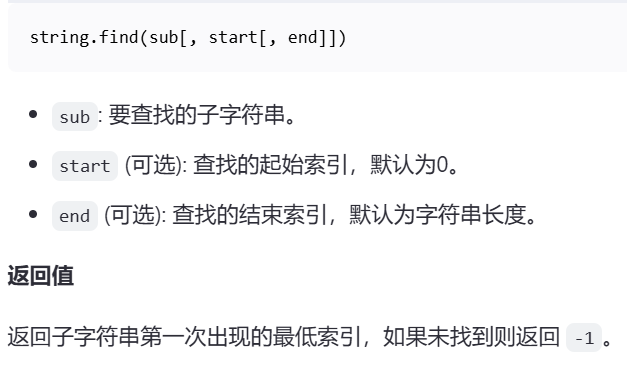 string.find(sub[, start[, end]])
sub: 要查找的子字符串。
start (可选): 查找的起始索引，默认为0。
end (可选): 查找的结束索引，默认为字符串长度。
返回值
返回子字符串第一次出现的最低索引，如果未找到则返回 -1。